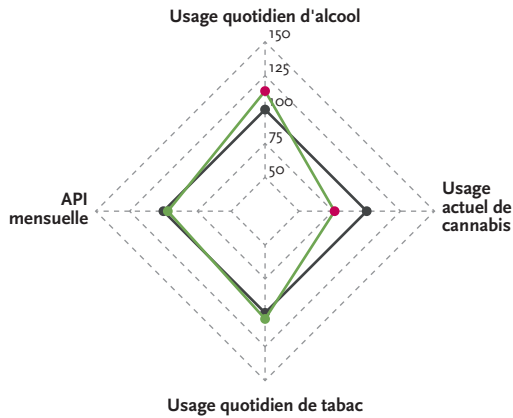 Usage quotidien d'alcool
150
125
100
75
50
API
mensuelle
Usage
actuel de
cannabis
Usage quotidien de tabac